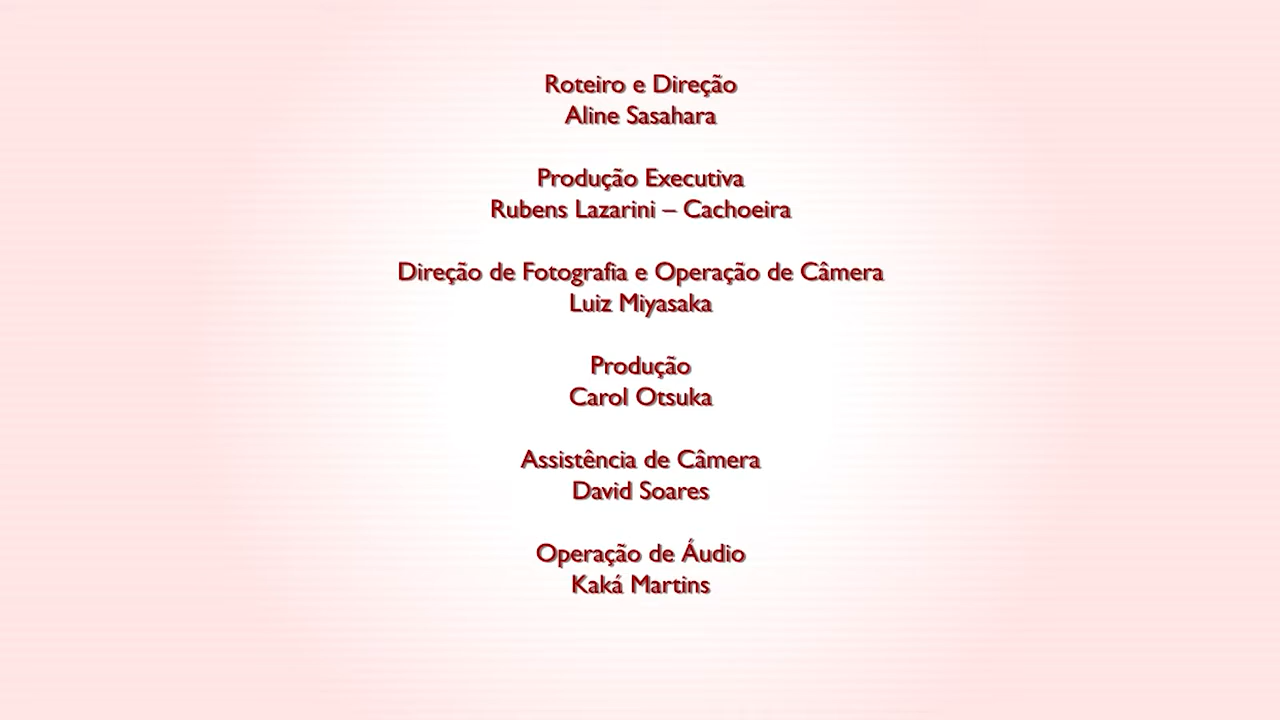 Roteiro e Direção
Aline Sasahara
Produção Executiva
Rubens Lazarini – Cachoeira
Direção de Fotografia e Operação de Câmera
Luiz Miyasaka
Produção
Carol Otsuka
Assistência de Câmera
David Soares
Operação de Áudio
Kaká Martins